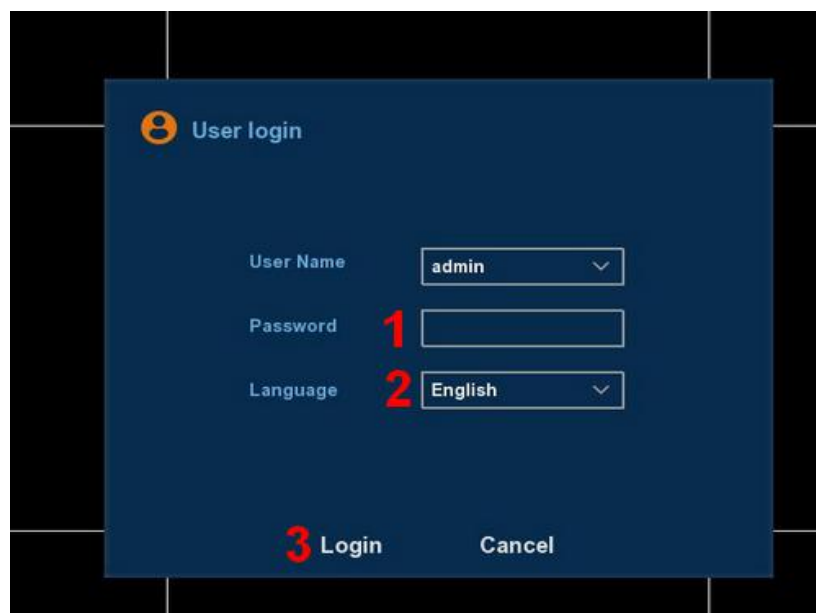 User login
User Name admin
Password 1
Language 2 English
3 Login Cancel